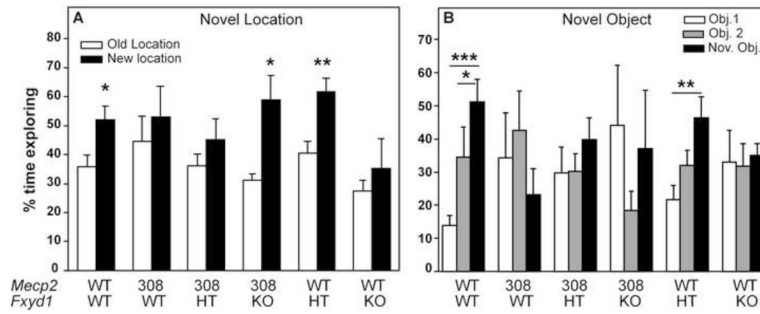 A Novel Location
Old Location
New location
% time exploring
90
80
70
60
50
40
30
20
10
0
* * **
Mecp2 WT 308 308 308 WT WT
Fxyd1 WT WT HT KO HT KO
B Novel Object
Obj.1
Obj. 2
Nov. Obj.
70
60
50
40
30
20
10
0
***
*
**
WT 308 308 308 WT WT
WT WT HT KO HT KO